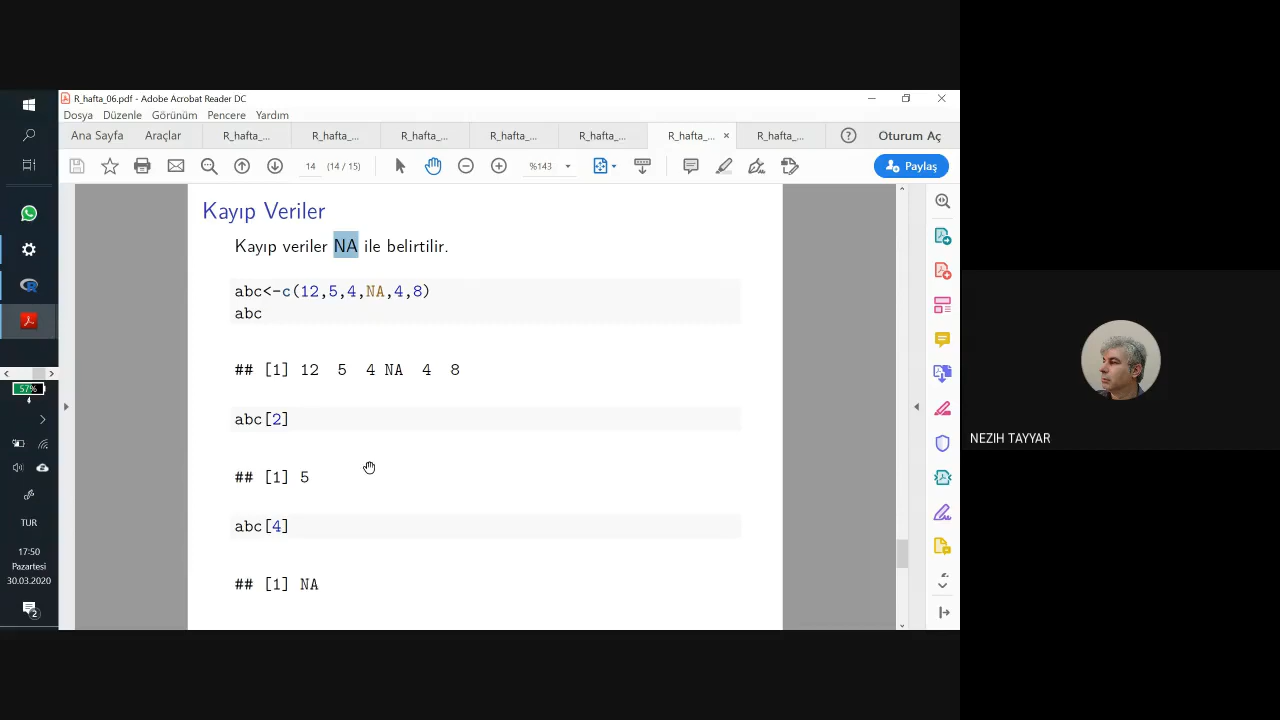 R_hafta_06.pdf - Adobe Acrobat Reader DC
Dosya Düzenle Görünüm Pencere Yardım
Ana Sayfa Araçlar R_hafta_... R_hafta_... R_hafta_... R_hafta_... R_hafta_... R_hafta_... × R_hafta_... Oturum Aç
14 (14 / 15) %143 Paylaş
Kayıp Veriler
Kayıp veriler NA ile belirtilir.
abc<-c(12,5,4,NA,4,8)
abc
## [1] 12 5 4 NA 4 8
abc[2]
## [1] 5
abc[4]
## [1] NA
57%
TUR
17:50
Pazartesi
30.03.2020
2
NEZIH TAYYAR